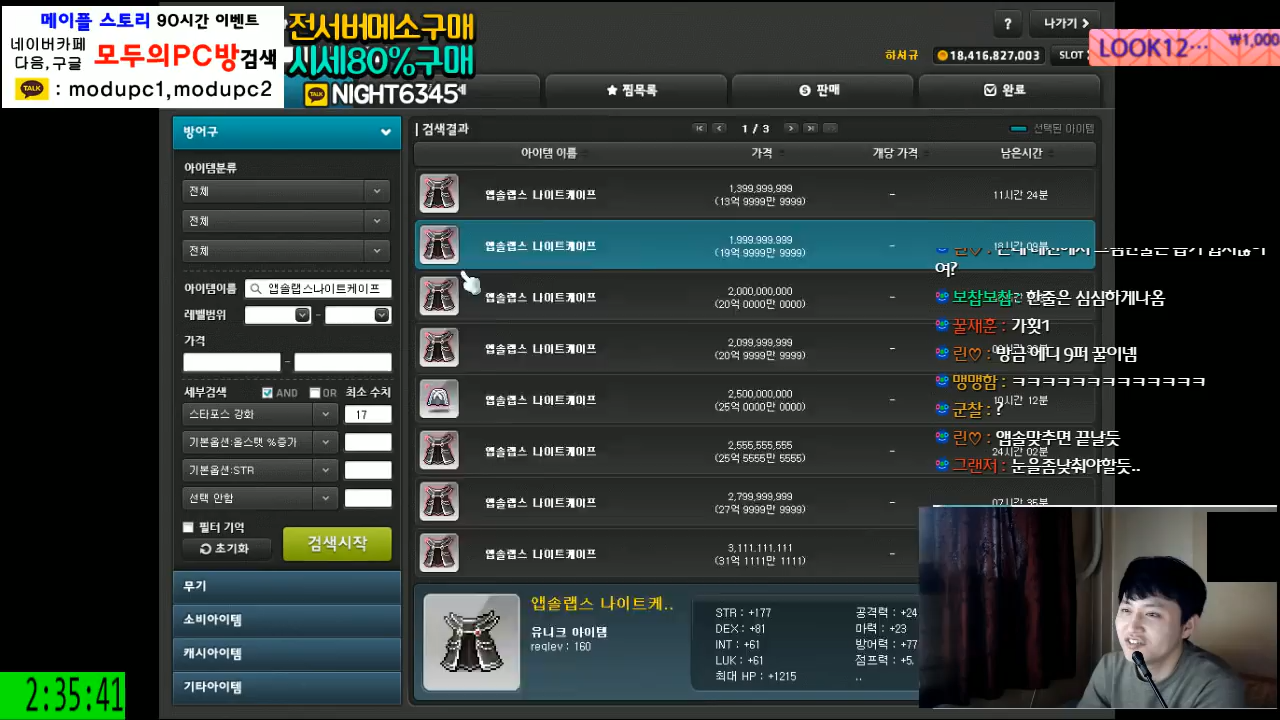 메이플 스토리 90시간 이벤트
네이버카페
다음,구글 모두의PC방검색
TALK : modupc1,modupc2
전서버메소구매
시세80%구매
TALK NIGHT6345
? 나가기 >
하서규 18,416,827,003 SLOT
LOOK12… ₩1,000
★ 찜목록
판매
완료
방어구
아이템분류
전체
전체
전체
아이템이름 앱솔랩스나이트케이프
레벨범위 -
가격
-
세부검색 AND OR 최소 수치
스타포스 강화 17
기본옵션:올스탯 %증가
기본옵션:STR
선택 안함
필터 기억
초기화 검색시작
무기
소비아이템
캐시아이템
기타아이템
2:35:41
검색결과 1 / 3 선택된 아이템
아이템 이름 가격 개당 가격 남은시간
앱솔랩스 나이트케이프 1,399,999,999 (13억 9999만 9999) - 11시간 24분
앱솔랩스 나이트케이프 1,999,999,999 (19억 9999만 9999) -
앱솔랩스 나이트케이프 2,000,000,000 (20억 0000만 0000) -
앱솔랩스 나이트케이프 2,099,999,999 (20억 9999만 9999) -
앱솔랩스 나이트케이프 2,500,000,000 (25억 0000만 0000) - 10시간 12분
앱솔랩스 나이트케이프 2,555,555,555 (25억 5555만 5555) - 24시간 02분
앱솔랩스 나이트케이프 2,799,999,999 (27억 9999만 9999) - 07시간 35분
앱솔랩스 나이트케이프 3,111,111,111 (31억 1111만 1111) -
여?
보찹보첩 : 한줄은 심심하게나옴
꿀재훈 : 가횟1
린♡ : 방금 에디 9퍼 꿀이넴
맹맹함 : ㅋㅋㅋㅋㅋㅋㅋㅋㅋㅋㅋㅋㅋ
군찰 : ?
린♡ : 앱솔맞추면 끝날듯
그랜저 : 눈을좀낮춰야할듯..
앱솔랩스 나이트케..
유니크 아이템
reqlev : 160
STR : +177
DEX : +81
INT : +61
LUK : +61
최대 HP : +1215
공격력 : +24
마력 : +23
방어력 : +77
점프력 : +5,
..